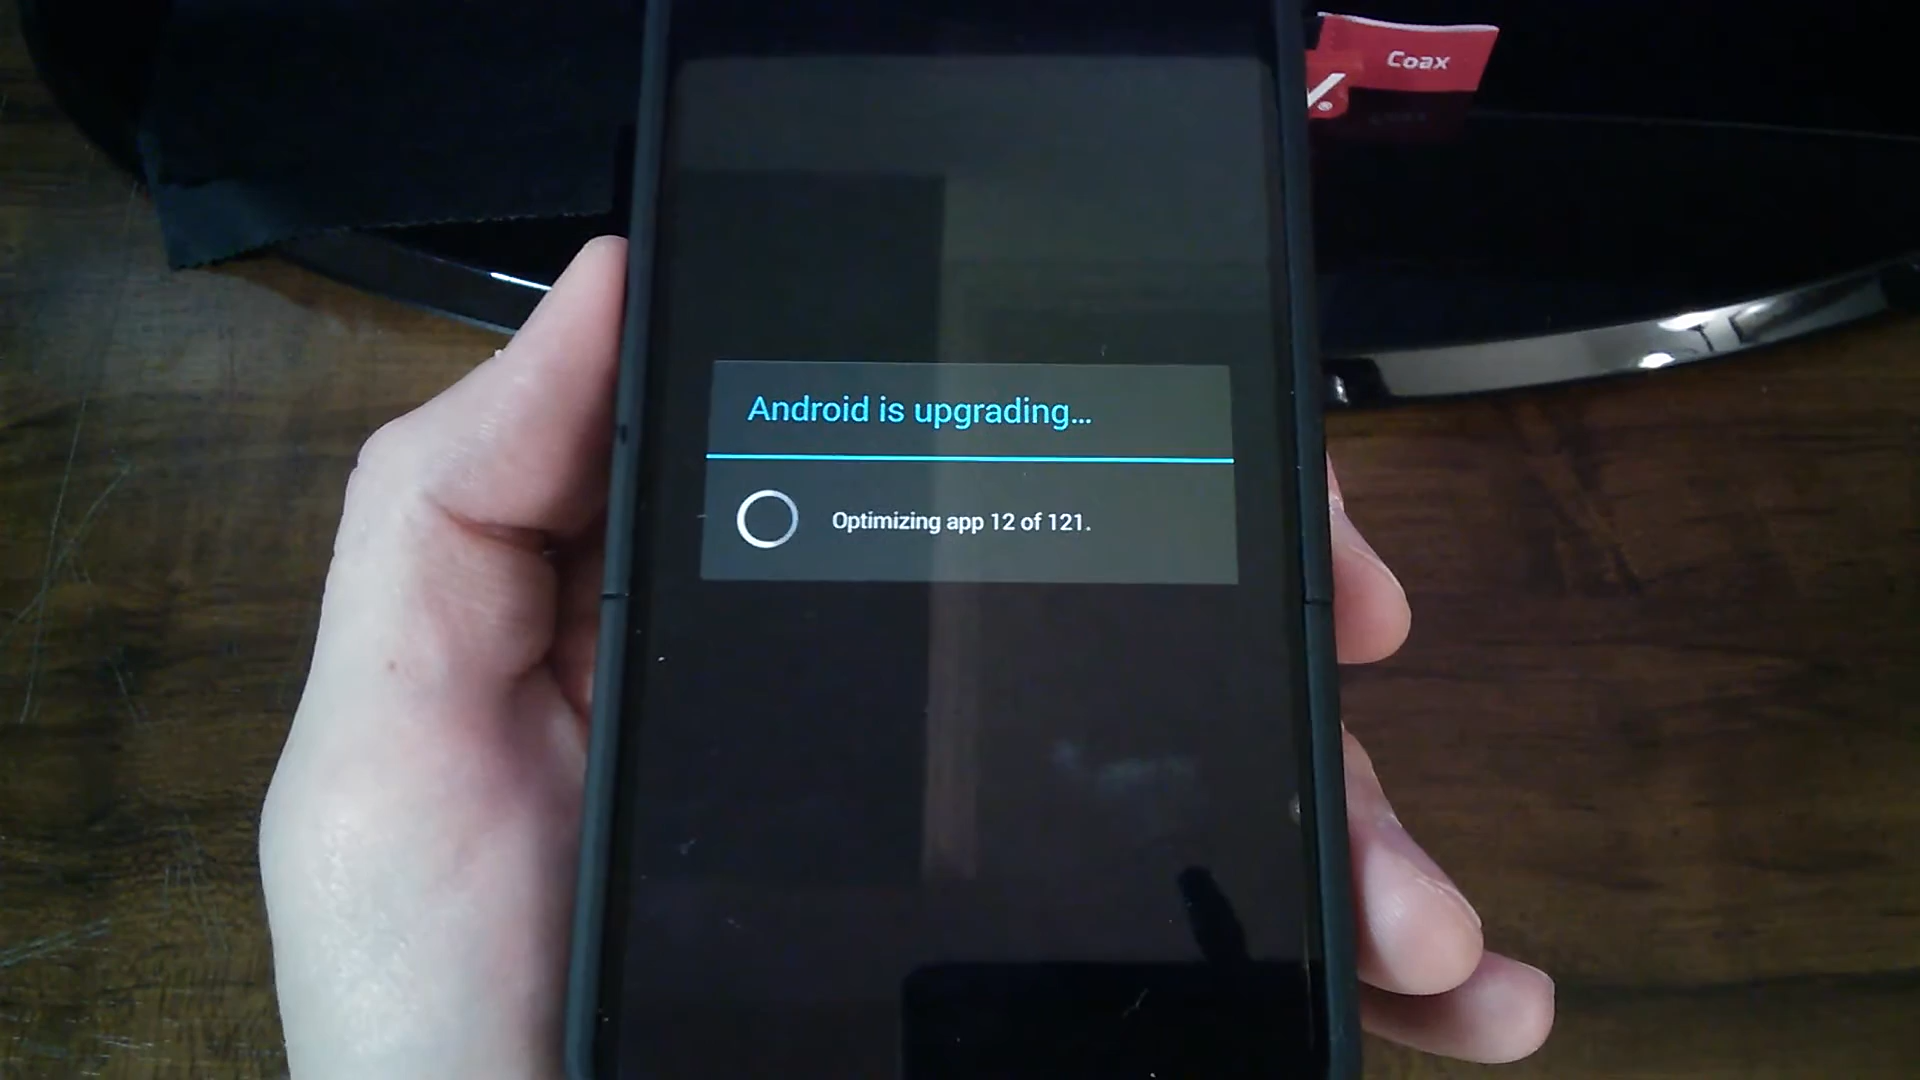 Coax
Android is upgrading...
Optimizing app 12 of 121.